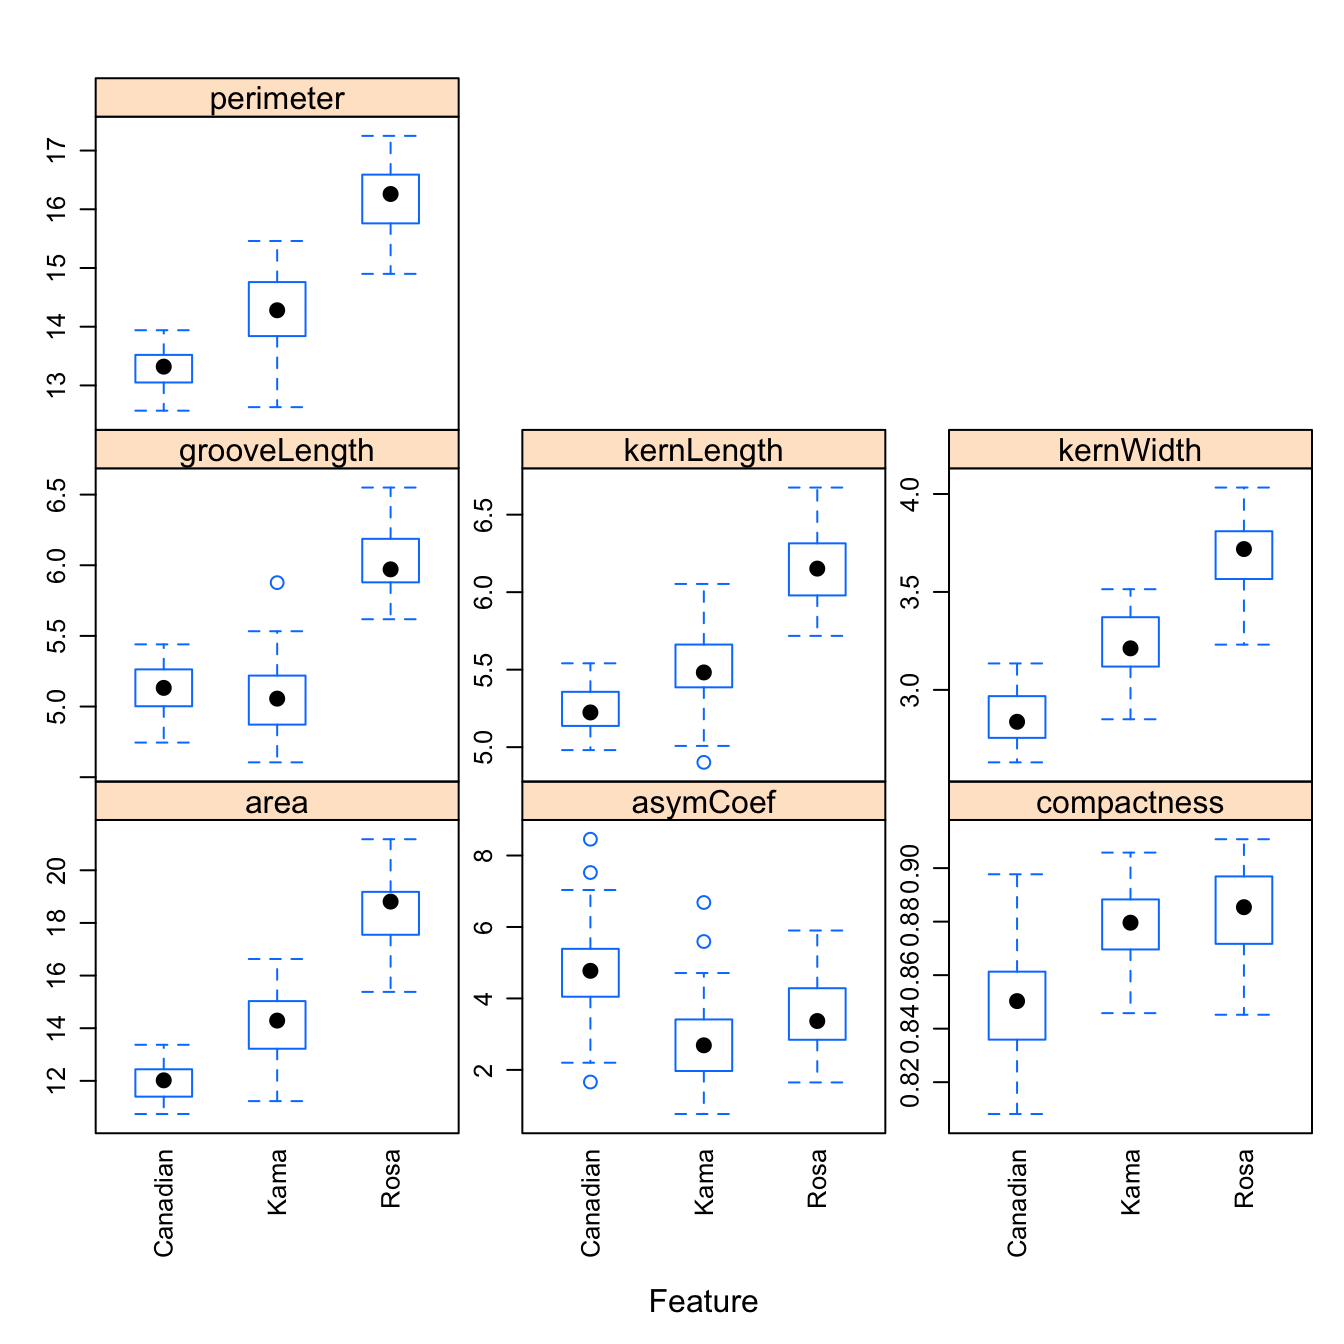 perimeter
17
16
15
14
13
grooveLength
6.5
6.0
5.5
5.0
kernLength
6.5
6.0
5.5
5.0
kernWidth
4.0
3.5
3.0
area
20
18
16
14
12
asymCoef
8
6
4
2
compactness
0.90
0.88
0.86
0.84
0.82
Canadian
Kama
Rosa
Canadian
Kama
Rosa
Canadian
Kama
Rosa
Feature